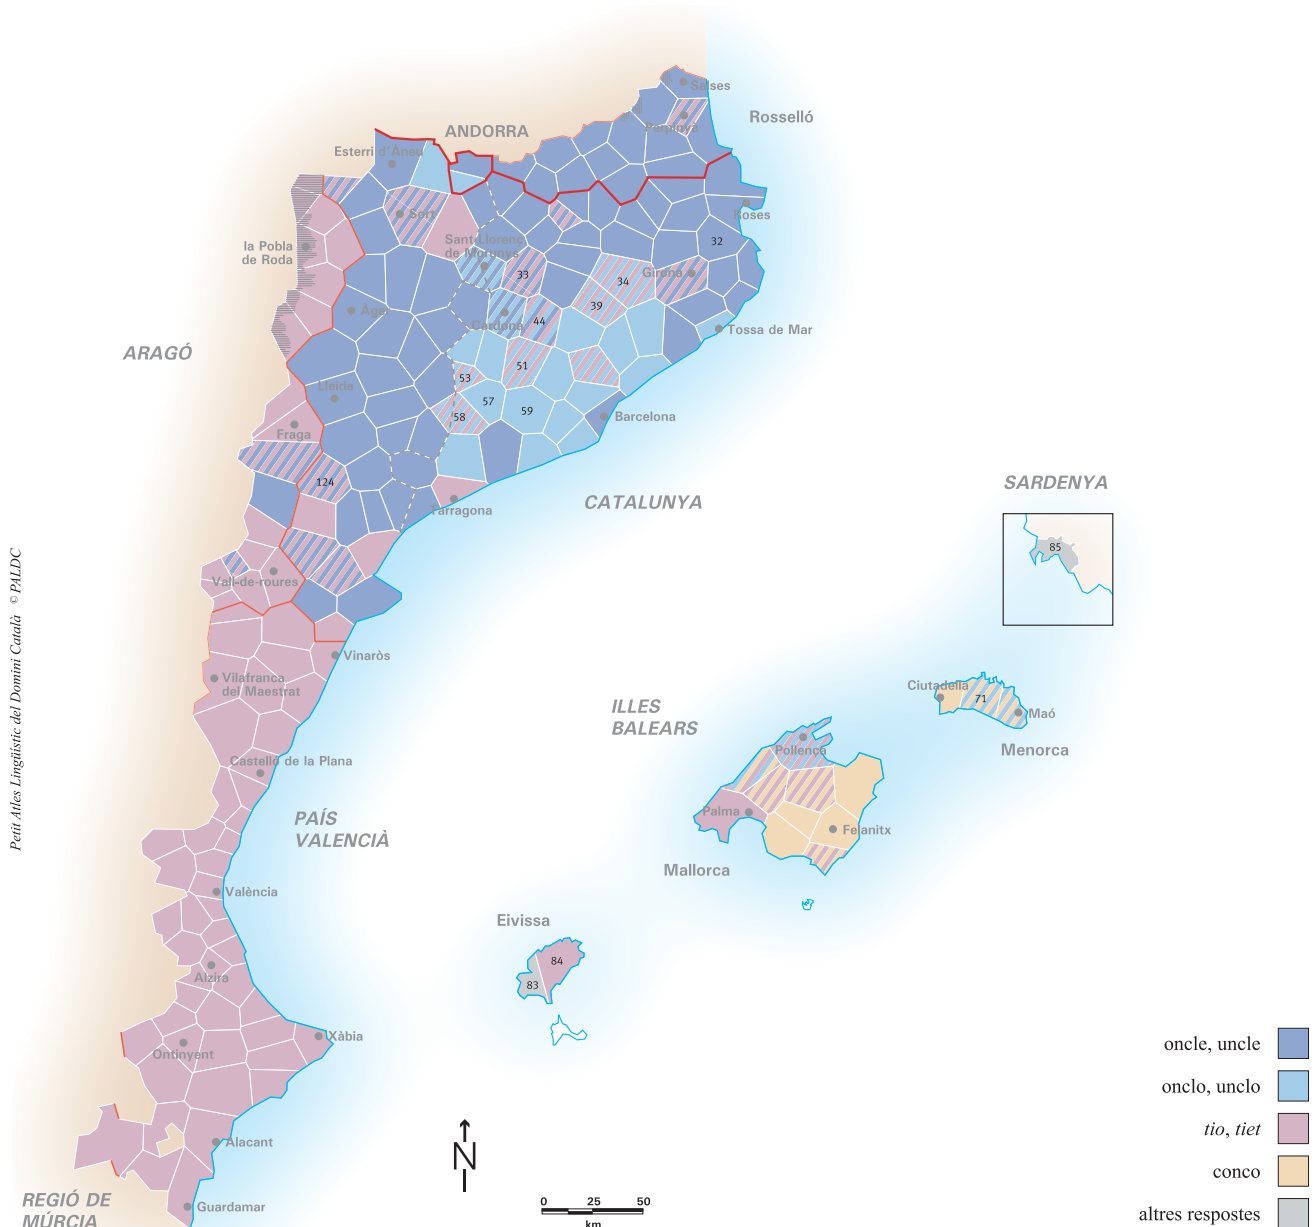 Salses
Rosselló
Perpinyà
ANDORRA
Esterri d'Àneu
Sort
Roses
32
Sant Llorenç
de Morunys
la Pobla
de Roda
33
34
Girona
39
Àger
Cardona
44
Tossa de Mar
ARAGÓ
51
53
Lleida
57
59
58
Barcelona
Fraga
124
Tarragona
CATALUNYA
SARDENYA
85
Vall-de-roures
Petit Atles Lingüístic del Domini Català © PALDC
Vinaròs
Vilafranca
del Maestrat
Ciutadella
71
Maó
Menorca
ILLES
BALEARS
Pollença
Castelló de la Plana
Palma
Felanitx
Mallorca
PAÍS
VALENCIÀ
València
Eivissa
84
83
Alzira
Xàbia
Ontinyent
Alacant
Guardamar
REGIÓ DE
MÚRCIA
N
0 25 50
km
oncle, uncle
onclo, unclo
tio, tiet
conco
altres respostes